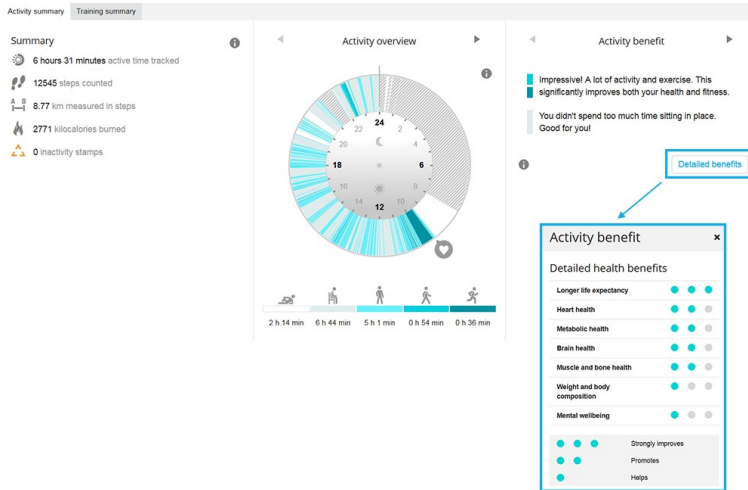 Activity summary
Training summary
Summary
6 hours 31 minutes active time tracked
12545 steps counted
A B
8.77 km measured in steps
2771 kilocalories burned
0 inactivity stamps
Activity overview
24
22 2
20 4
18 6
16 8
14 10
12
2 h 14 min 6 h 44 min 5 h 1 min 0 h 54 min 0 h 36 min
Activity benefit
Impressive! A lot of activity and exercise. This
significantly improves both your health and fitness.
You didn't spend too much time sitting in place.
Good for you!
Detailed benefits
Activity benefit
Detailed health benefits
Longer life expectancy
Heart health
Metabolic health
Brain health
Muscle and bone health
Weight and body
composition
Mental wellbeing
Strongly improves
Promotes
Helps